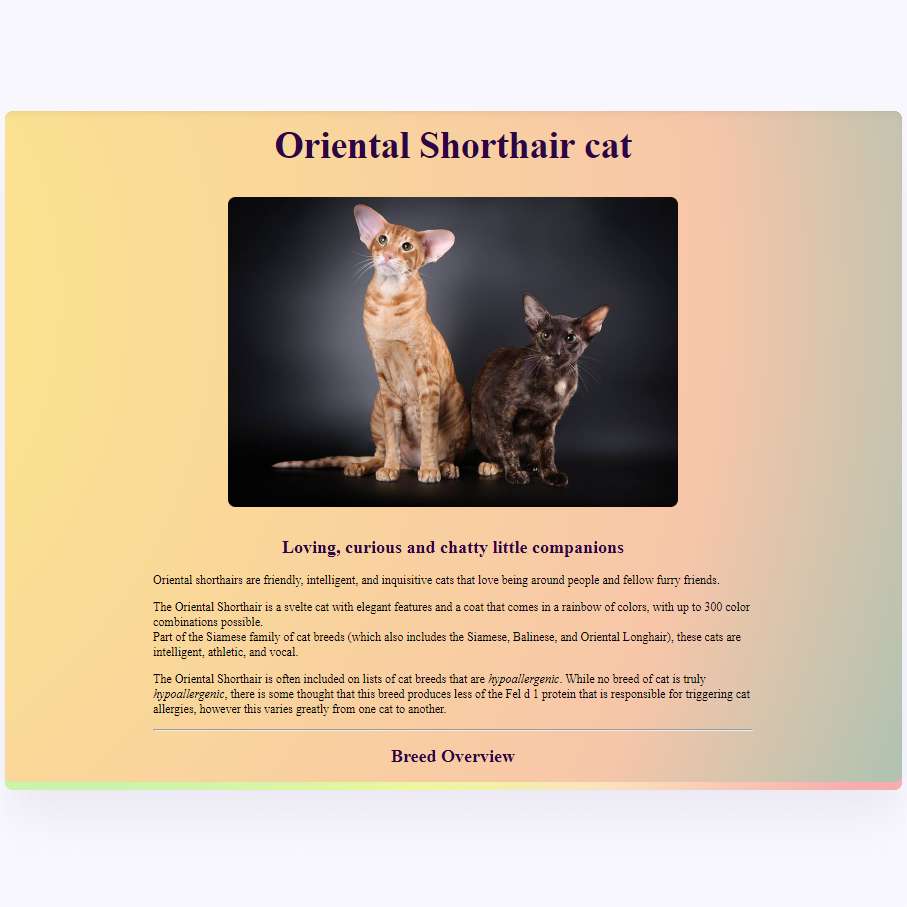 Oriental Shorthair cat
Loving, curious and chatty little companions
Oriental shorthairs are friendly, intelligent, and inquisitive cats that love being around people and fellow furry friends.
The Oriental Shorthair is a svelte cat with elegant features and a coat that comes in a rainbow of colors, with up to 300 color
combinations possible.
Part of the Siamese family of cat breeds (which also includes the Siamese, Balinese, and Oriental Longhair), these cats are
intelligent, athletic, and vocal.
The Oriental Shorthair is often included on lists of cat breeds that are hypoallergenic. While no breed of cat is truly
hypoallergenic, there is some thought that this breed produces less of the Fel d 1 protein that is responsible for triggering cat
allergies, however this varies greatly from one cat to another.
Breed Overview